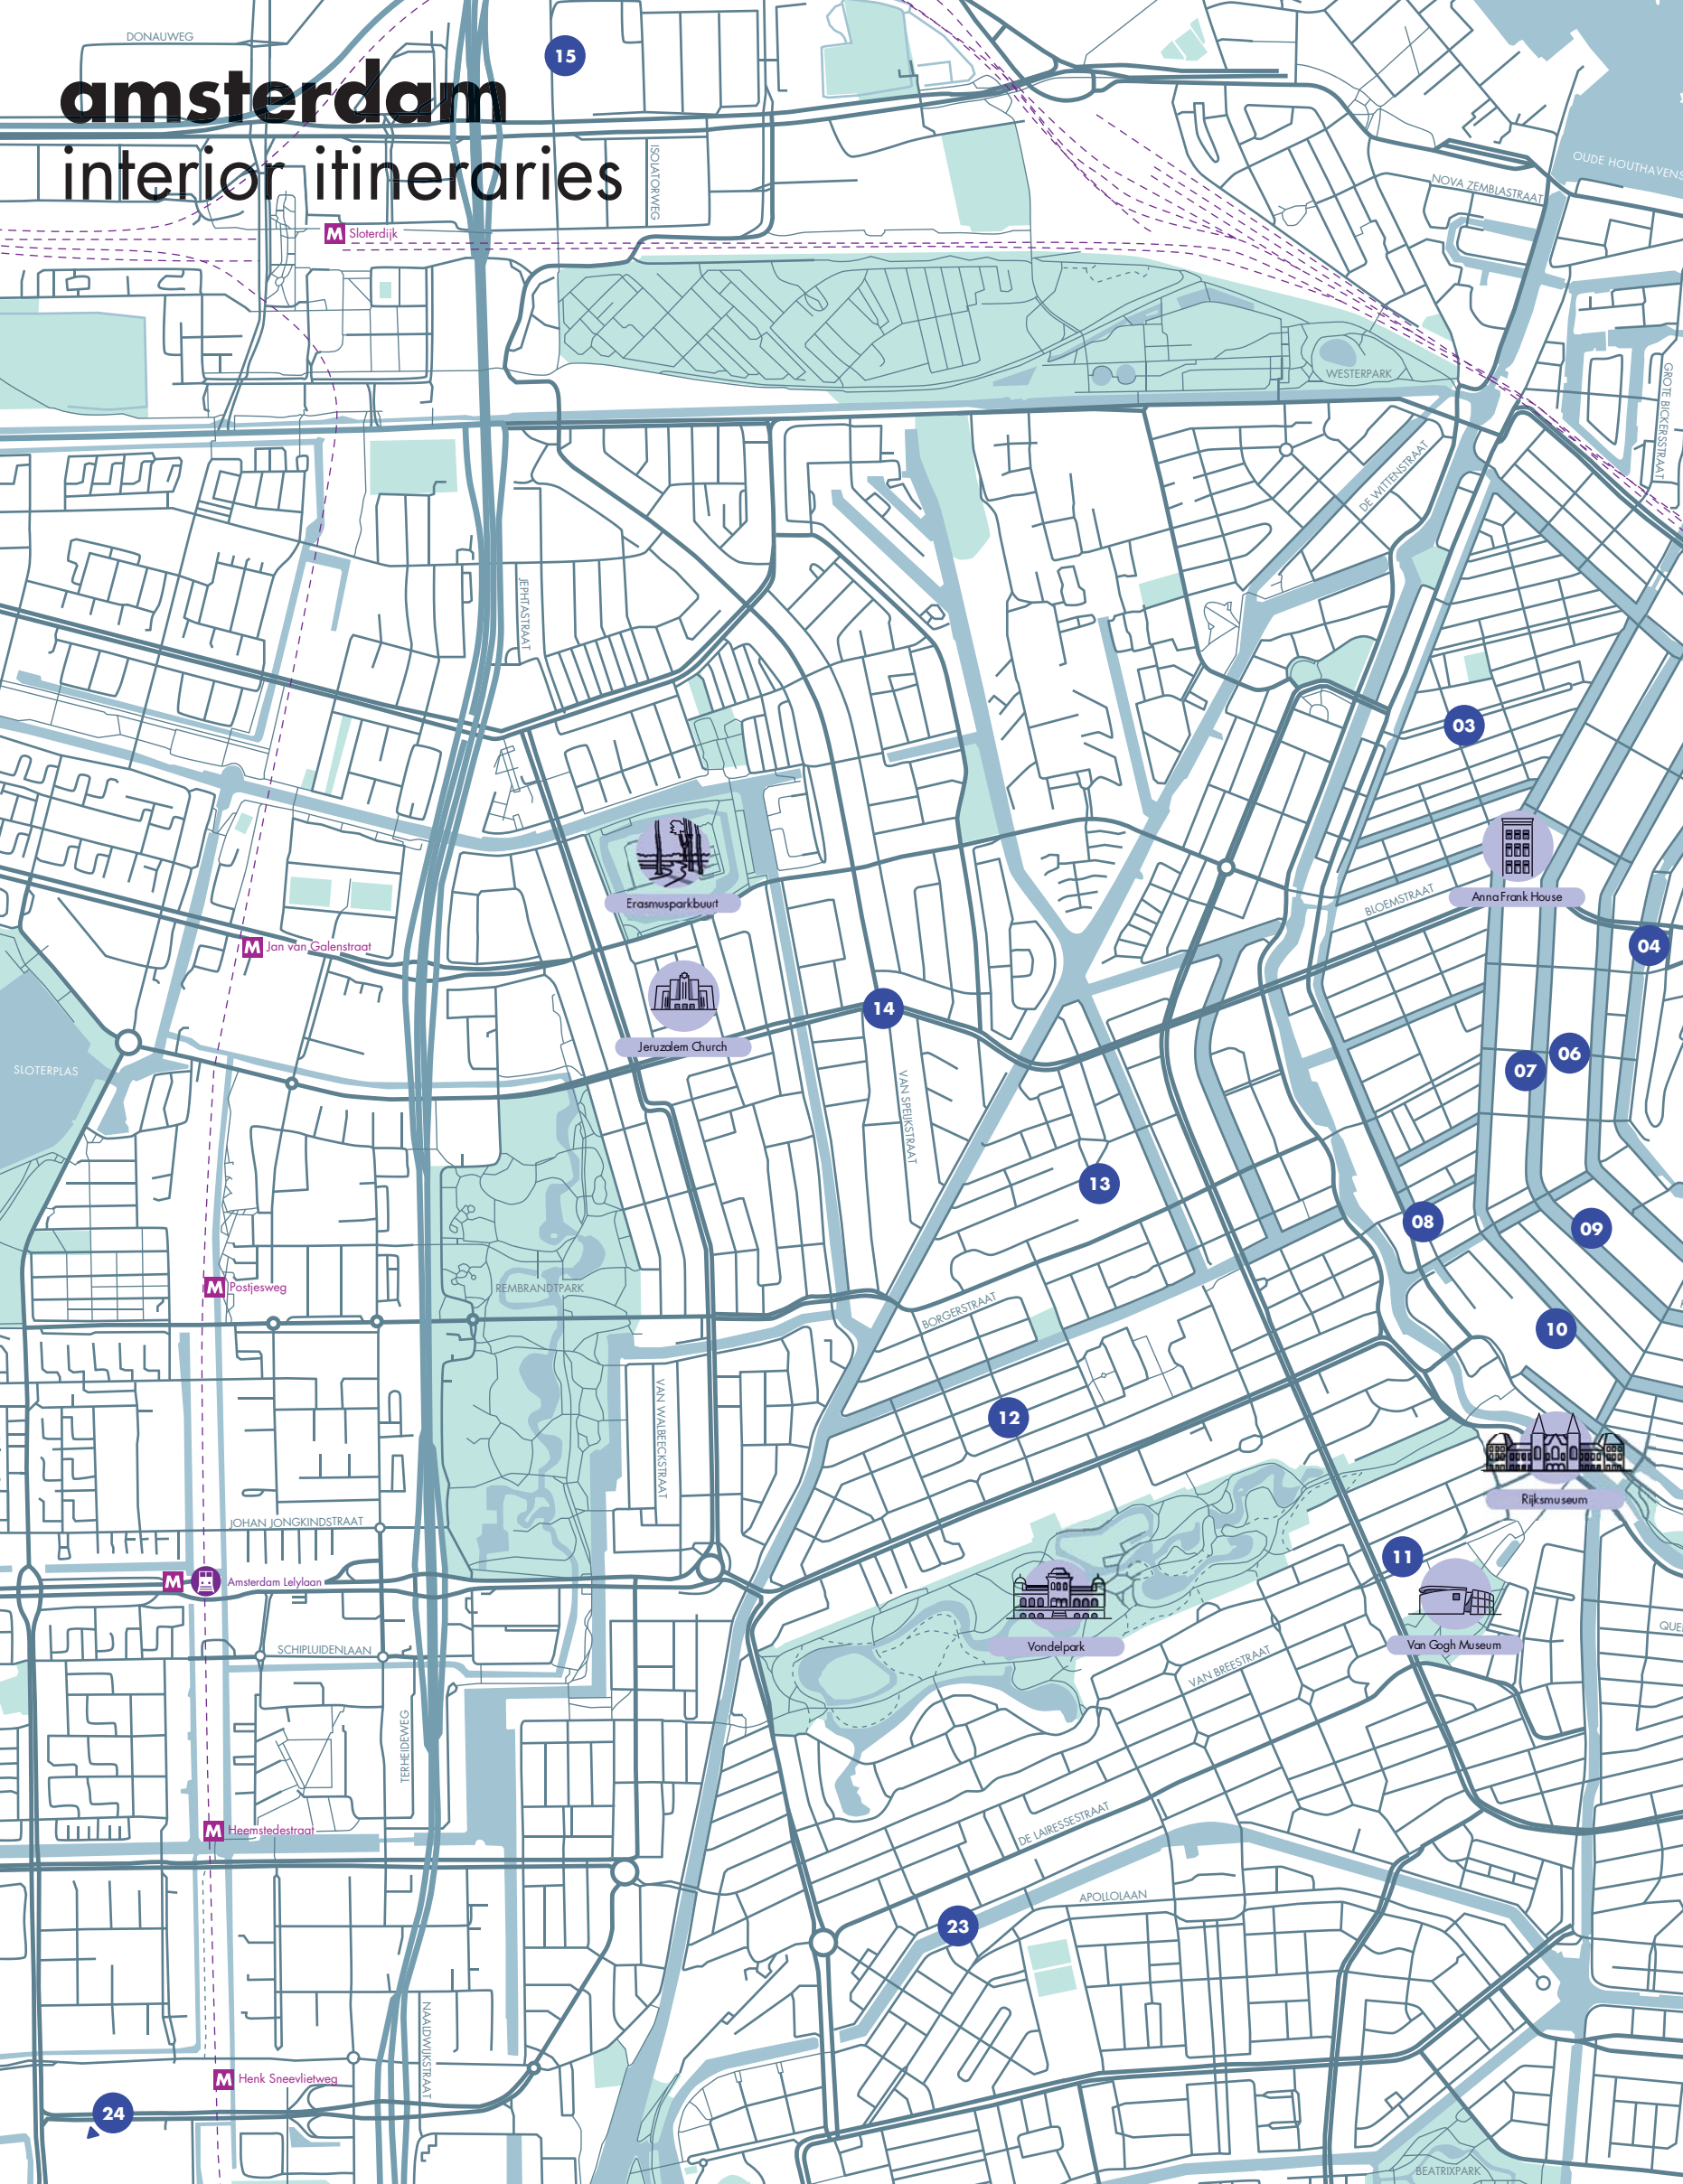 DONAUWEG
15
amsterdam
interior itineraries
ISOLATORWEG
OUDE HOUTHAVENS
NOVA ZEMBLASTRAAT
M Sloterdijk
WESTERPARK
GROTE BICKERSSTRAAT
DE WITTENSTRAAT
JEPHTASTRAAT
03
Erasmusparkbuurt
Anna Frank House
BLOEMSTRAAT
M Jan van Galenstraat
04
14
Jeruzalem Church
SLOTERPLAS
06
07
VAN SPEIJKSTRAAT
13
08
09
M Postjesweg
REMBRANDTPARK
BORGERSTRAAT
10
VAN WALBEECKSTRAAT
12
Rijksmuseum
JOHAN JONGKINDSTRAAT
11
M Amsterdam Lelylaan
Vondelpark
Van Gogh Museum
SCHIPLUIDENLAAN
VAN BREESTRAAT
TERHEIDEWEG
M Heemstedestraat
DE LAIRESSESTRAAT
APOLLOLAAN
23
NAALDWIJKSTRAAT
M Henk Sneevlietweg
24
BEATRIXPARK